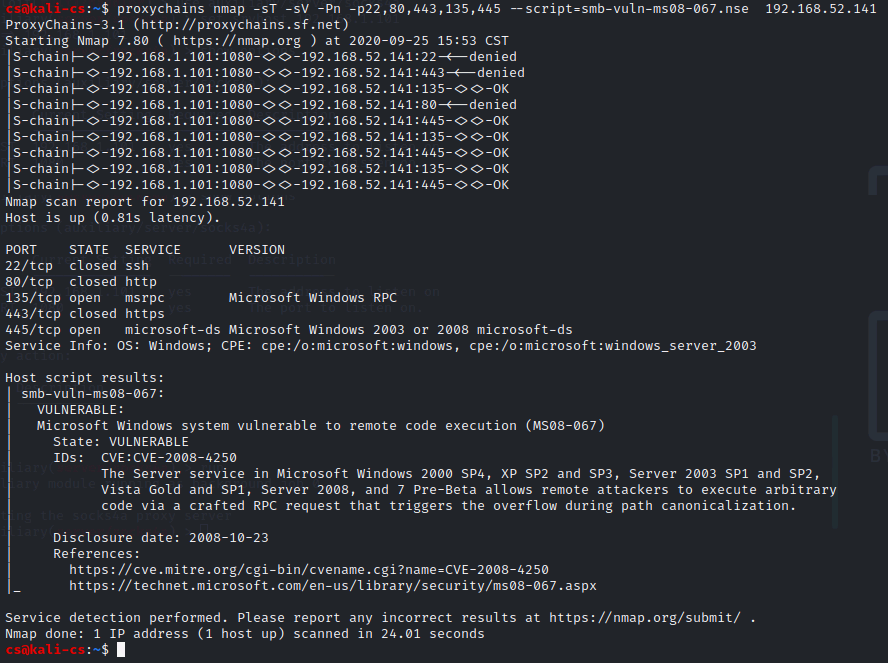 cs@kali-cs:~$ proxychains nmap -sT -sV -Pn -p22,80,443,135,445 --script=smb-vuln-ms08-067.nse  192.168.52.141
ProxyChains-3.1 (http://proxychains.sf.net)
Starting Nmap 7.80 ( https://nmap.org ) at 2020-09-25 15:53 CST
|S-chain|-<>-192.168.1.101:1080-<><>-192.168.52.141:22-<--denied
|S-chain|-<>-192.168.1.101:1080-<><>-192.168.52.141:443-<--denied
|S-chain|-<>-192.168.1.101:1080-<><>-192.168.52.141:135-<><>-OK
|S-chain|-<>-192.168.1.101:1080-<><>-192.168.52.141:80-<--denied
|S-chain|-<>-192.168.1.101:1080-<><>-192.168.52.141:445-<><>-OK
|S-chain|-<>-192.168.1.101:1080-<><>-192.168.52.141:135-<><>-OK
|S-chain|-<>-192.168.1.101:1080-<><>-192.168.52.141:445-<><>-OK
|S-chain|-<>-192.168.1.101:1080-<><>-192.168.52.141:135-<><>-OK
|S-chain|-<>-192.168.1.101:1080-<><>-192.168.52.141:445-<><>-OK
Nmap scan report for 192.168.52.141
Host is up (0.81s latency).

PORT    STATE  SERVICE      VERSION
22/tcp  closed ssh
80/tcp  closed http
135/tcp open   msrpc        Microsoft Windows RPC
443/tcp closed https
445/tcp open   microsoft-ds Microsoft Windows 2003 or 2008 microsoft-ds
Service Info: OS: Windows; CPE: cpe:/o:microsoft:windows, cpe:/o:microsoft:windows_server_2003

Host script results:
| smb-vuln-ms08-067:
|   VULNERABLE:
|   Microsoft Windows system vulnerable to remote code execution (MS08-067)
|     State: VULNERABLE
|     IDs:  CVE:CVE-2008-4250
|           The Server service in Microsoft Windows 2000 SP4, XP SP2 and SP3, Server 2003 SP1 and SP2,
|           Vista Gold and SP1, Server 2008, and 7 Pre-Beta allows remote attackers to execute arbitrary
|           code via a crafted RPC request that triggers the overflow during path canonicalization.
|
|     Disclosure date: 2008-10-23
|     References:
|       https://cve.mitre.org/cgi-bin/cvename.cgi?name=CVE-2008-4250
|_      https://technet.microsoft.com/en-us/library/security/ms08-067.aspx

Service detection performed. Please report any incorrect results at https://nmap.org/submit/ .
Nmap done: 1 IP address (1 host up) scanned in 24.01 seconds
cs@kali-cs:~$